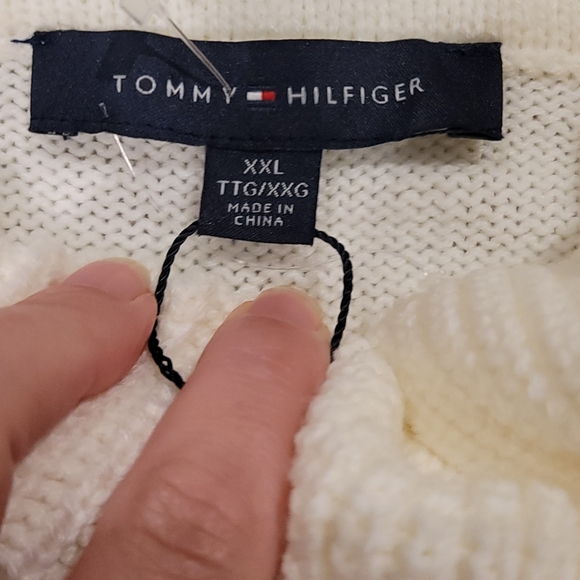 TOMMY HILFIGER
XXL
TTG/XXG
MADE IN
CHINA